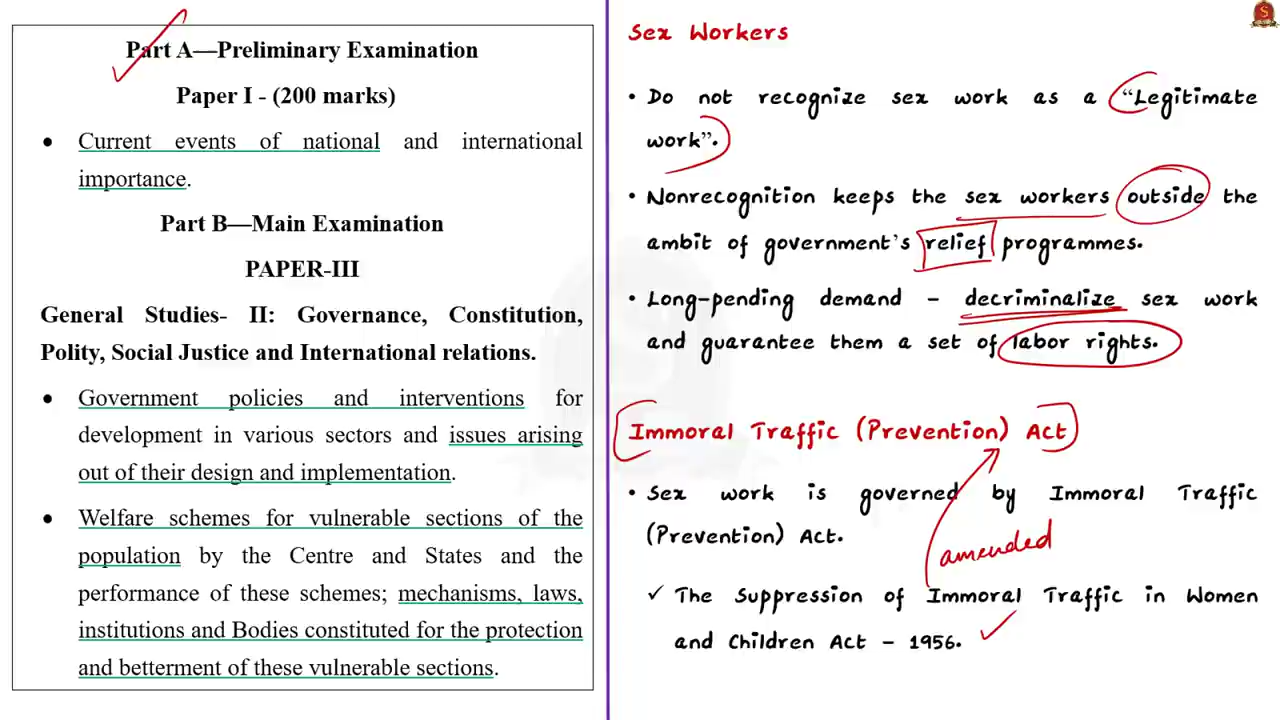 Part A—Preliminary Examination
Paper I - (200 marks)
• Current events of national and international
importance.
Part B—Main Examination
PAPER-III
General Studies- II: Governance, Constitution,
Polity, Social Justice and International relations.
• Government policies and interventions for
development in various sectors and issues arising
out of their design and implementation.
• Welfare schemes for vulnerable sections of the
population by the Centre and States and the
performance of these schemes; mechanisms, laws,
institutions and Bodies constituted for the protection
and betterment of these vulnerable sections.
Sex Workers
• Do not recognize sex work as a “Legitimate
work”.
• Nonrecognition keeps the sex workers outside the
ambit of government’s relief programmes.
• Long-pending demand – decriminalize sex work
and guarantee them a set of labor rights.
Immoral Traffic (Prevention) Act
• Sex work is governed by Immoral Traffic
(Prevention) Act.
amended
✓ The Suppression of Immoral Traffic in Women
and Children Act – 1956.